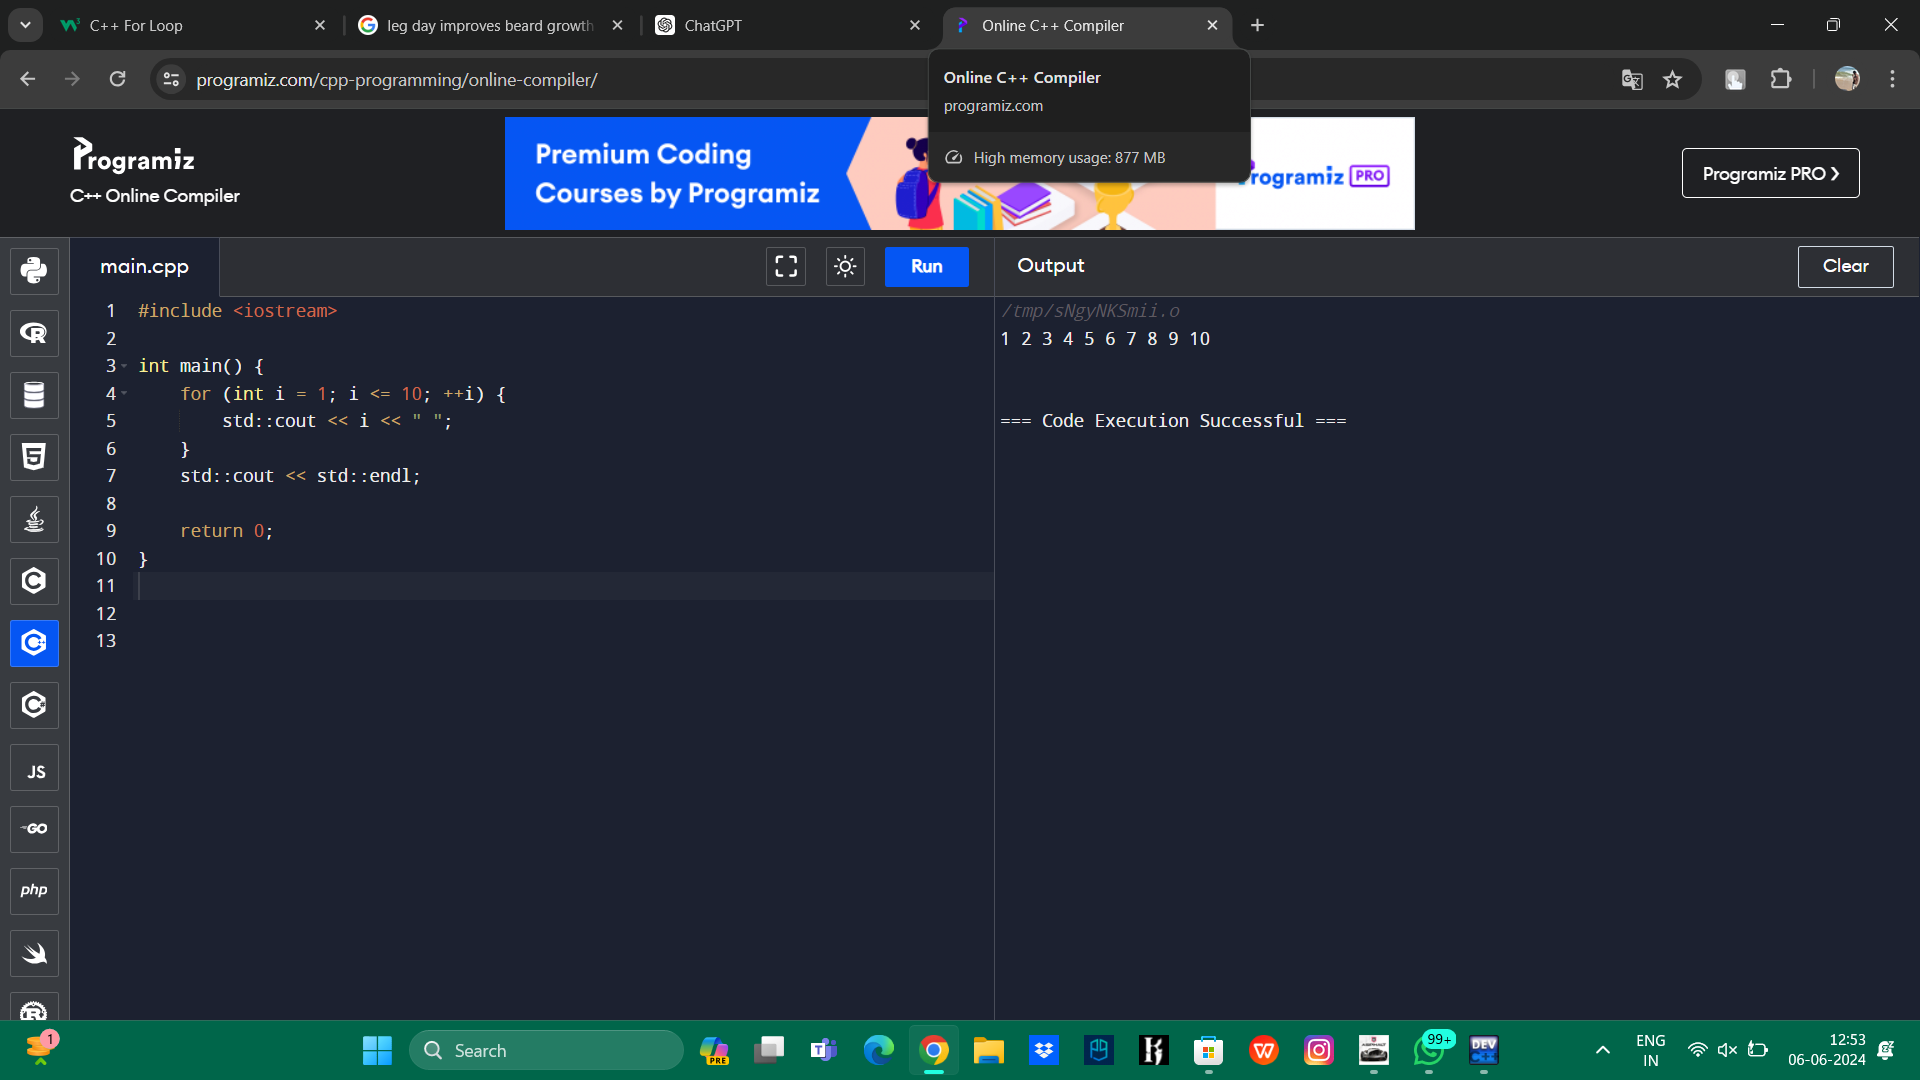 C++ For Loop
leg day improves beard growth
ChatGPT
Online C++ Compiler
programiz.com/cpp-programming/online-compiler/
Online C++ Compiler
programiz.com
High memory usage: 877 MB
Programiz
C++ Online Compiler
Premium Coding
Courses by Programiz
rogramiz PRO
Programiz PRO
main.cpp
Run
Output
Clear
1 #include <iostream>
2
3 int main() {
4     for (int i = 1; i <= 10; ++i) {
5         std::cout << i << " ";
6     }
7     std::cout << std::endl;
8
9     return 0;
10 }
11
12
13
/tmp/sNgyNKSmii.o
1 2 3 4 5 6 7 8 9 10
=== Code Execution Successful ===
JS
GO
php
1
Search
PRE
99+
DEV
ENG
IN
12:53
06-06-2024